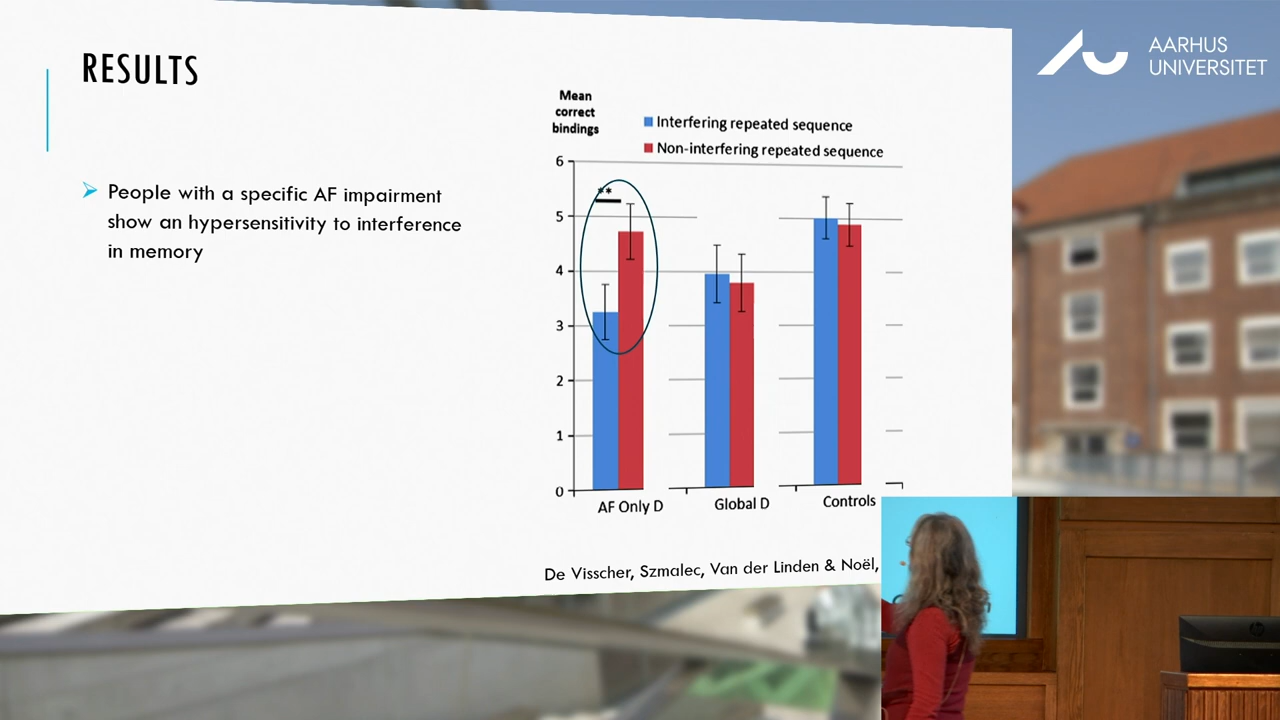 RESULTS
People with a specific AF impairment
show an hypersensitivity to interference
in memory
Mean
correct
bindings
Interfering repeated sequence
Non-interfering repeated sequence
6
**
5
4
3
2
1
0
AF Only D
Global D
Controls
De Visscher, Szmalec, Van der Linden & Noël,
AARHUS
UNIVERSITET
hp